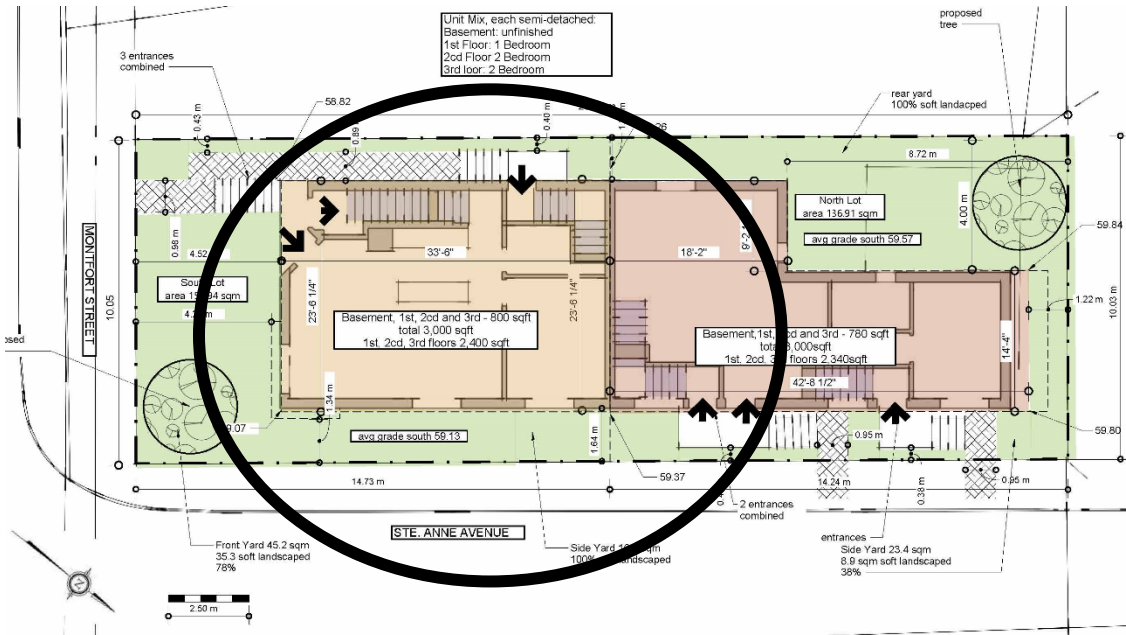 Unit Mix, each semi-detached:
Basement: unfinished
1st Floor: 1 Bedroom
2cd Floor 2 Bedroom
3rd loor: 2 Bedroom
proposed
tree
3 entrances
combined
58.82
rear yard
100% soft landacped
0.43 m
0.89
0.40 m
8.72 m
North Lot
area 136.91 sqm
4.00 m
avg grade south 59.57
59.84
MONTFORT STREET
0.98 m
4.52
33'-6"
18'-2"
10.05
23'-6 1/4"
23'-6 1/4"
1.22 m
10.03 m
Basement, 1st, 2cd and 3rd - 800 sqft
total 3,000 sqft
1st, 2cd, 3rd floors 2,400 sqft
Basement,1st, 2cd and 3rd - 780 sqft
1st. 2cd. 3rd floors 2,340sqft
14'-4"
42'-8 1/2"
1.34 m
avg grade south 59.13
1.64 m
0.95 m
59.80
59.37
14.73 m
14.24 m
0.38 m
0.95 m
2 entrances
combined
STE. ANNE AVENUE
Front Yard 45.2 sqm
35.3 soft landscaped
78%
Side Yard
100%
landscaped
entrances
Side Yard 23.4 sqm
8.9 sqm soft landscaped
38%
2.50 m